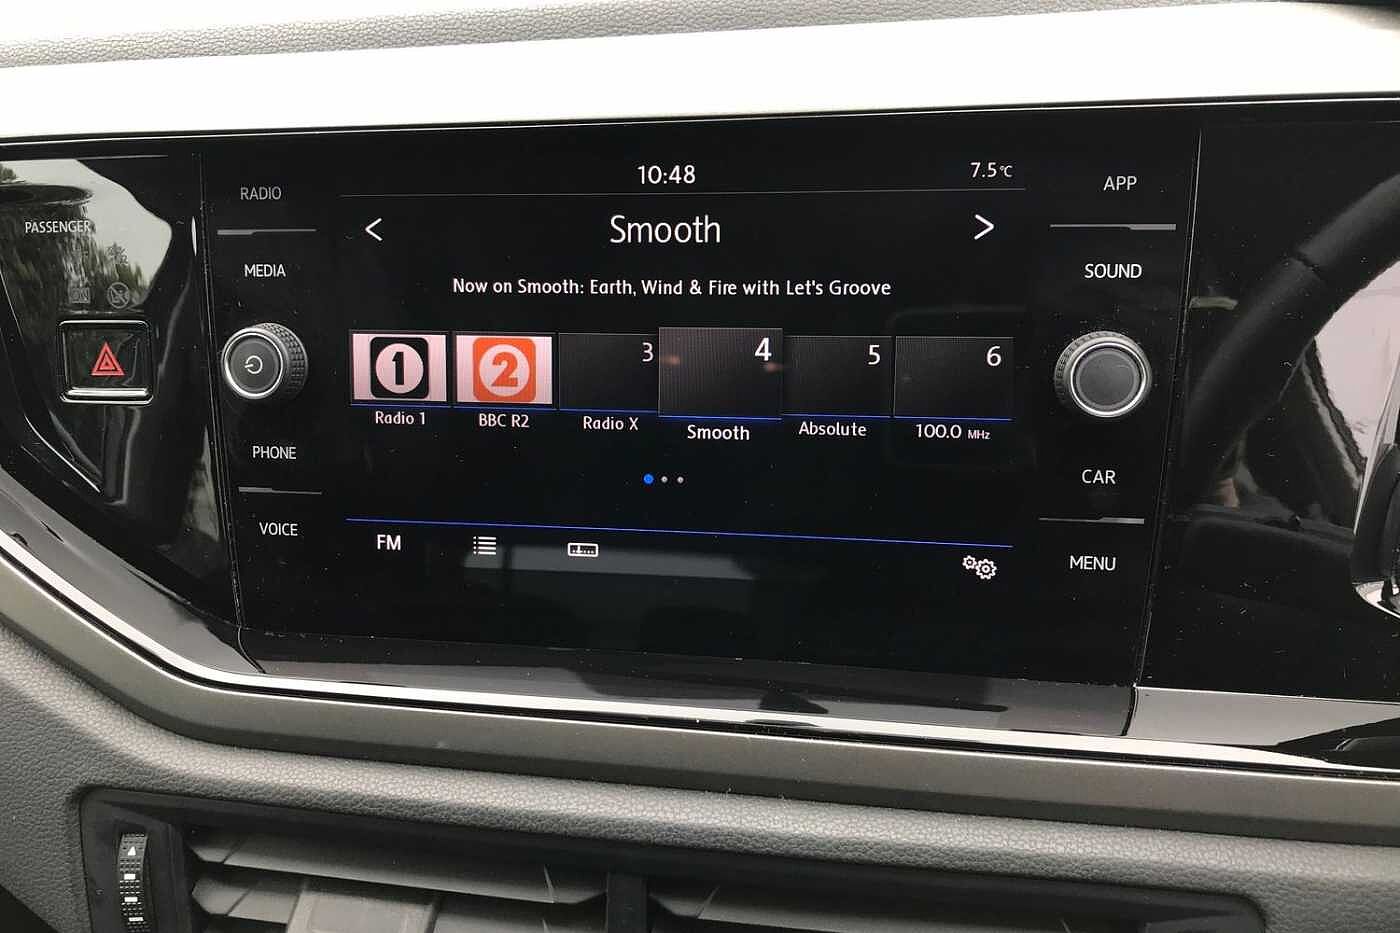 10:48
7.5°C
RADIO
APP
PASSENGER
< Smooth >
MEDIA
SOUND
Now on Smooth: Earth, Wind & Fire with Let's Groove
1
2
3
4
5
6
Radio 1
BBC R2
Radio X
Smooth
Absolute
100.0 MHz
PHONE
CAR
VOICE
FM
MENU